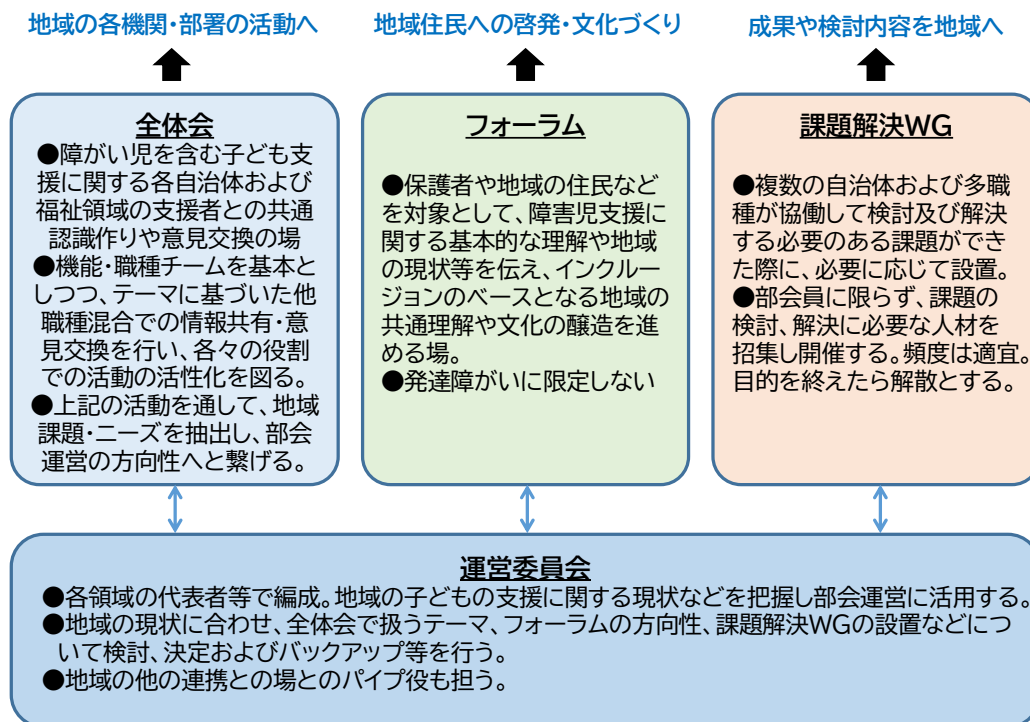 地域の各機関・部署の活動へ
地域住民への啓発・文化づくり
成果や検討内容を地域へ
全体会
●障がい児を含む子ども支
援に関する各自治体および
福祉領域の支援者との共通
認識作りや意見交換の場
●機能・職種チームを基本と
しつつ、テーマに基づいた他
職種混合での情報共有・意
見交換を行い、各々の役割
での活動の活性化を図る。
●上記の活動を通して、地域
課題・ニーズを抽出し、部会
運営の方向性へと繋げる。
フォーラム
●保護者や地域の住民など
を対象として、障害児支援に
関する基本的な理解や地域
の現状等を伝え、インクルー
ジョンのベースとなる地域の
共通理解や文化の醸造を進
める場。
●発達障がいに限定しない
課題解決WG
●複数の自治体および多職
種が協働して検討及び解決
する必要のある課題ができ
た際に、必要に応じて設置。
●部会員に限らず、課題の
検討、解決に必要な人材を
招集し開催する。頻度は適宜。
目的を終えたら解散とする。
運営委員会
●各領域の代表者等で編成。地域の子どもの支援に関する現状などを把握し部会運営に活用する。
●地域の現状に合わせ、全体会で扱うテーマ、フォーラムの方向性、課題解決WGの設置などにつ
いて検討、決定およびバックアップ等を行う。
●地域の他の連携との場とのパイプ役も担う。